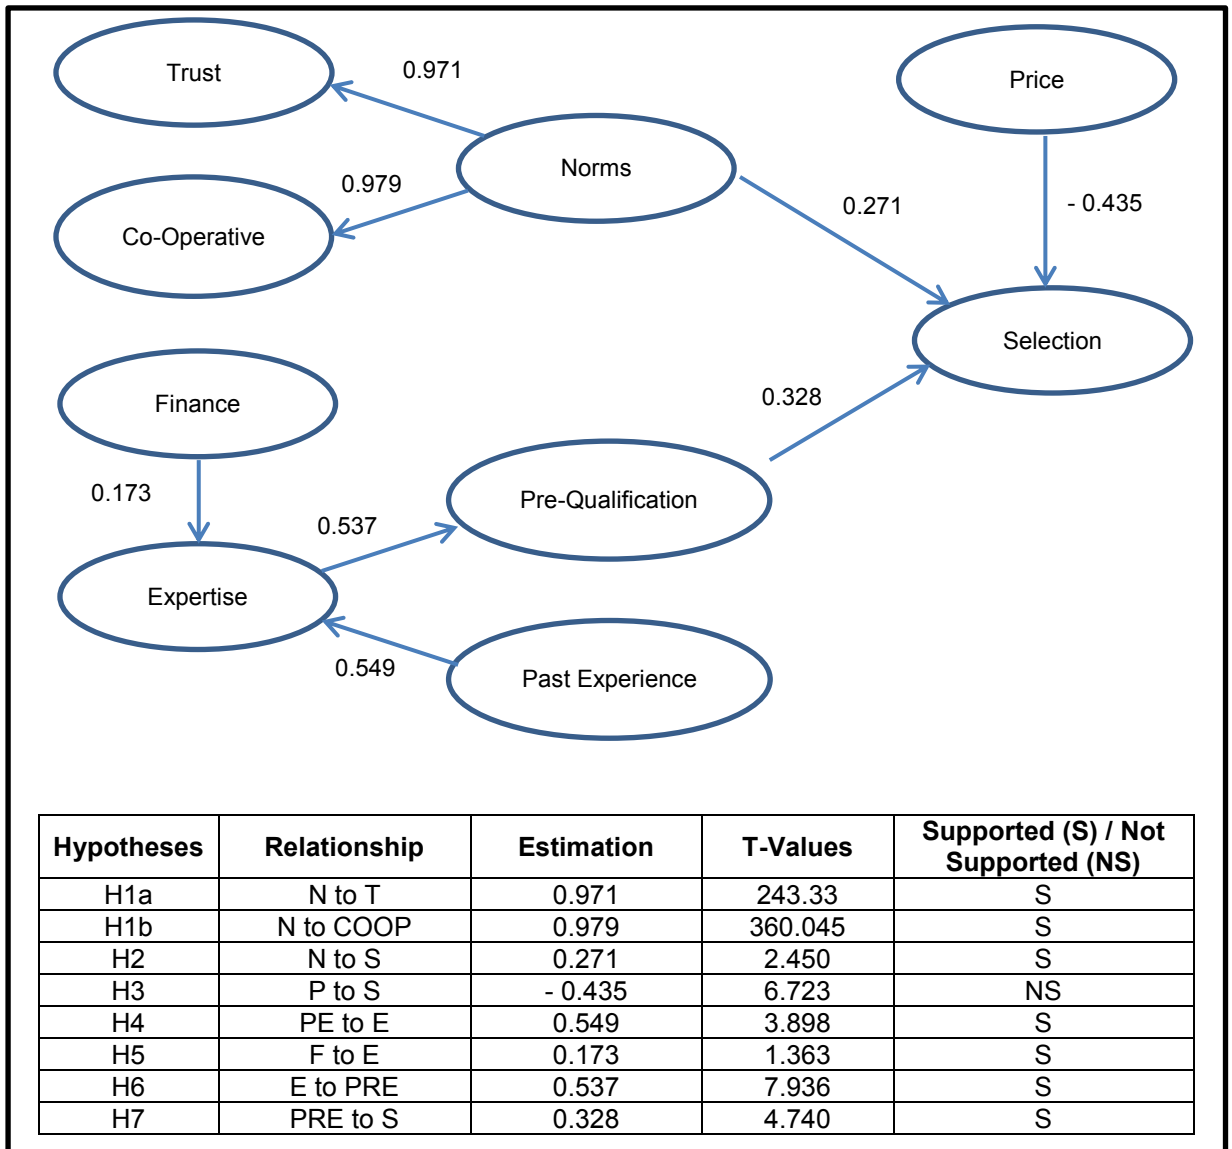 Trust
0.971
Price
Norms
0.979
Co-Operative
0.271
- 0.435
Selection
Finance
0.328
0.173
0.537
Pre-Qualification
Expertise
0.549
Past Experience
Hypotheses Relationship Estimation T-Values Supported (S) / Not
Supported (NS)
H1a N to T 0.971 243.33 S
H1b N to COOP 0.979 360.045 S
H2 N to S 0.271 2.450 S
H3 P to S - 0.435 6.723 NS
H4 PE to E 0.549 3.898 S
H5 F to E 0.173 1.363 S
H6 E to PRE 0.537 7.936 S
H7 PRE to S 0.328 4.740 S